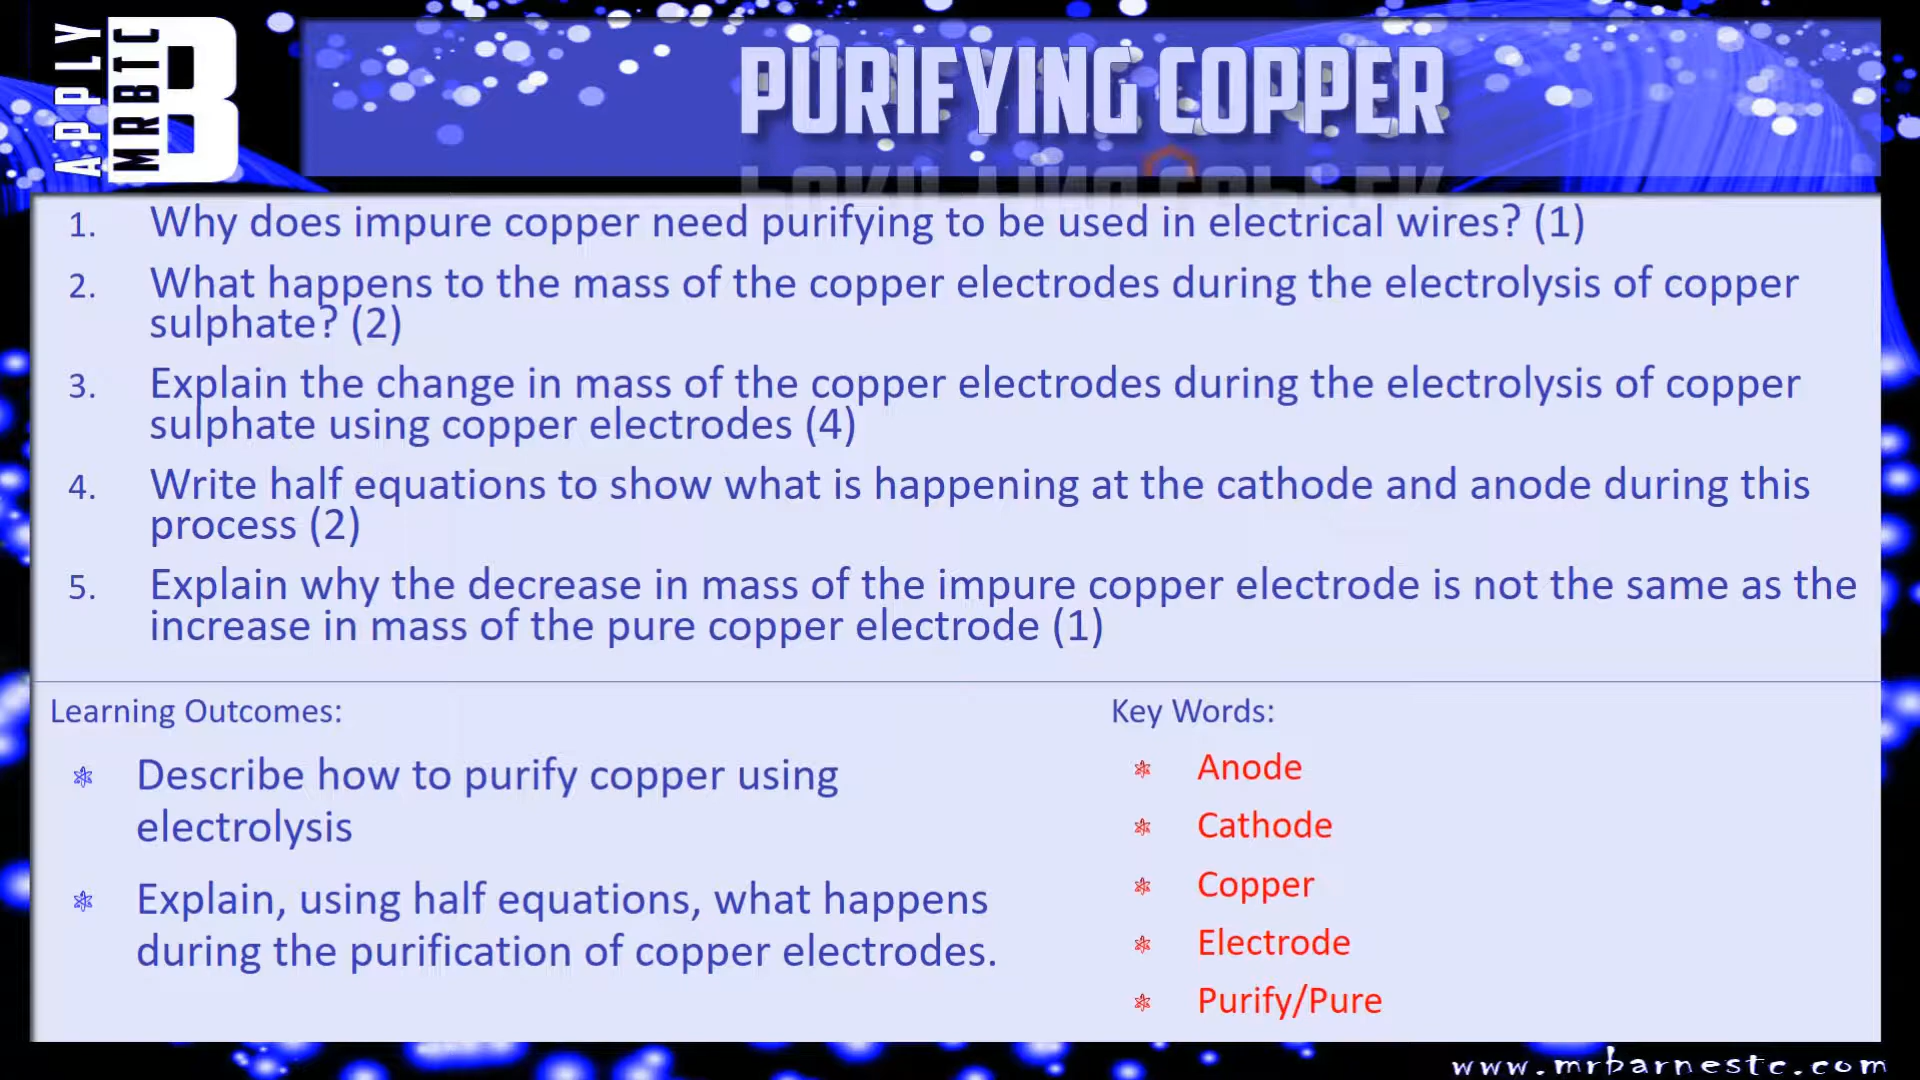 APPLY
MRBTC
B
PURIFYING COPPER
1. Why does impure copper need purifying to be used in electrical wires? (1)
2. What happens to the mass of the copper electrodes during the electrolysis of copper
sulphate? (2)
3. Explain the change in mass of the copper electrodes during the electrolysis of copper
sulphate using copper electrodes (4)
4. Write half equations to show what is happening at the cathode and anode during this
process (2)
5. Explain why the decrease in mass of the impure copper electrode is not the same as the
increase in mass of the pure copper electrode (1)
Learning Outcomes:
Describe how to purify copper using
electrolysis
Explain, using half equations, what happens
during the purification of copper electrodes.
Key Words:
Anode
Cathode
Copper
Electrode
Purify/Pure
www.mrbarnestc.com